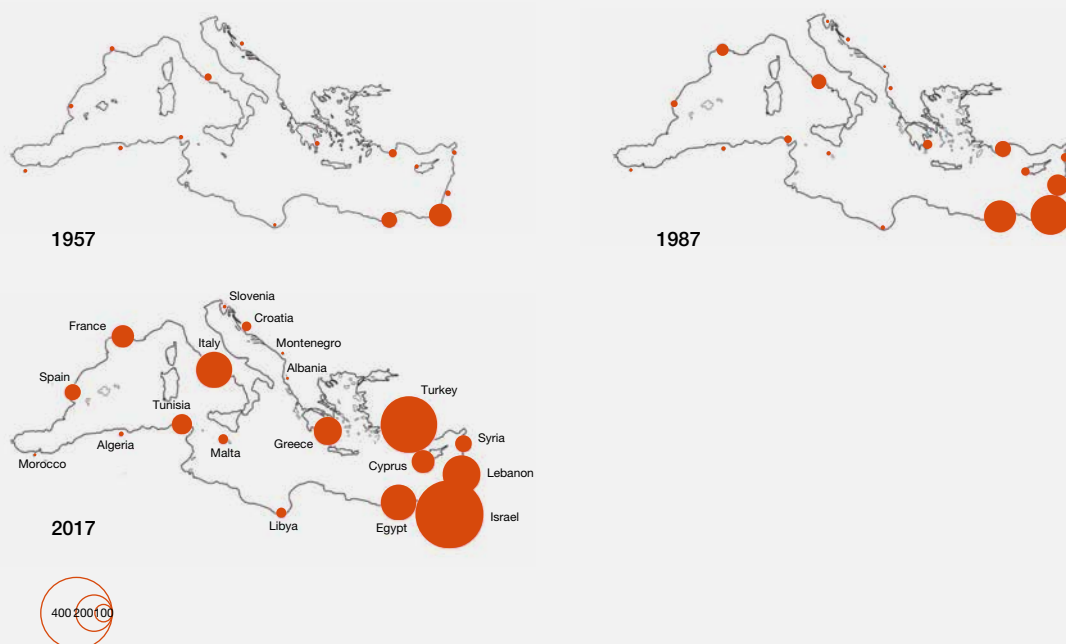 1957
1987
Slovenia
Croatia
France
Italy
Montenegro
Albania
Spain
Turkey
Tunisia
Greece
Syria
Algeria
Malta
Morocco
Cyprus
Lebanon
2017
Libya
Egypt
Israel
400 200 100